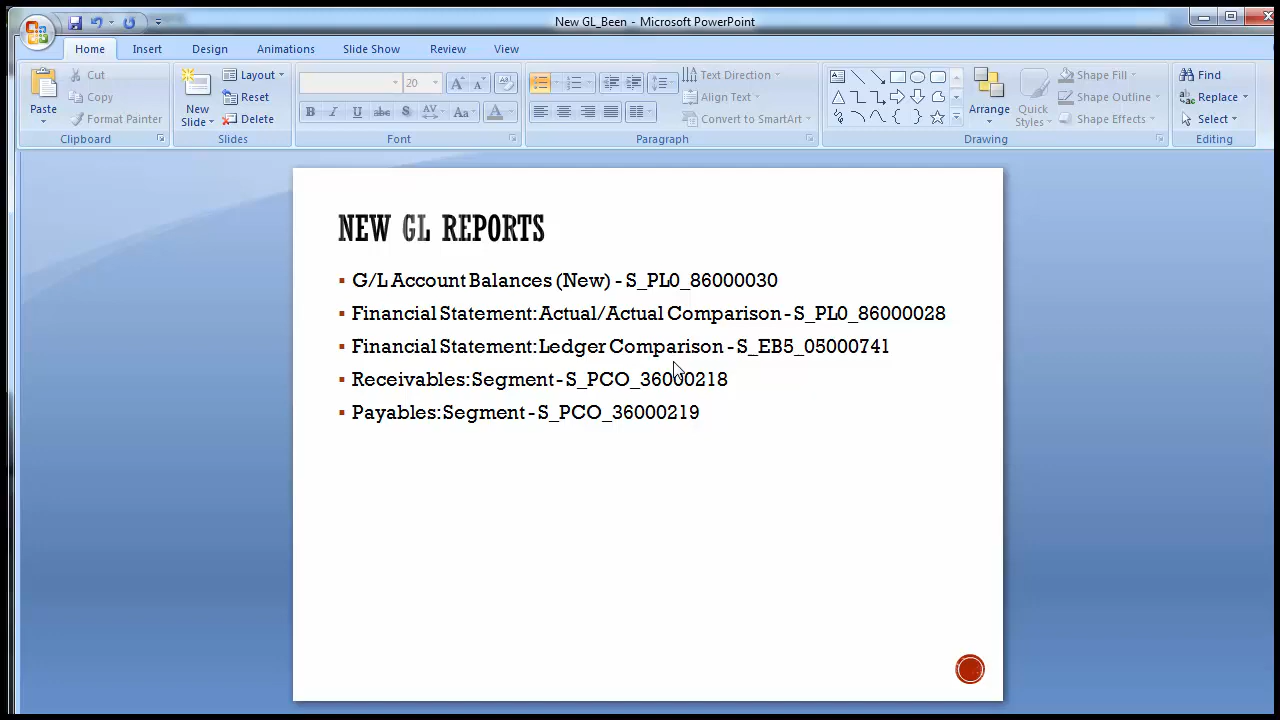 New GL_Been - Microsoft PowerPoint
Home Insert Design Animations Slide Show Review View
Paste Cut Copy Format Painter Clipboard
New Slide Layout Reset Delete Slides
20 B I U abe S AV Aa A Font
Text Direction Align Text Convert to SmartArt Paragraph
Arrange Quick Styles Shape Fill Shape Outline Shape Effects Drawing
Find Replace Select Editing
NEW GL REPORTS
▪ G/L Account Balances (New) - S_PL0_86000030
▪ Financial Statement:Actual/Actual Comparison - S_PL0_86000028
▪ Financial Statement:Ledger Comparison - S_EB5_05000741
▪ Receivables:Segment - S_PCO_36000218
▪ Payables:Segment - S_PCO_36000219